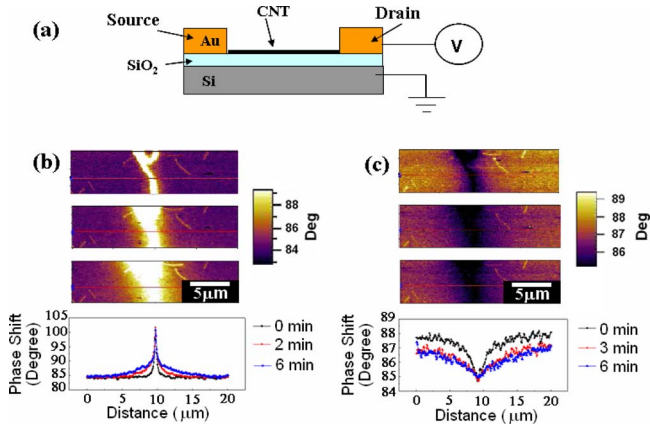 (a)
CNT
Source
Drain
Au
V
SiO2
Si
(b)
88
86
84
Deg
5μm
(c)
89
88
87
86
Deg
5μm
Phase Shift
(Degree)
105
100
95
90
85
80
0 5 10 15 20
Distance ( μm)
0 min
2 min
6 min
Phase Shift
(Degree)
89
88
87
86
85
84
0 5 10 15 20
Distance ( μm)
0 min
3 min
6 min